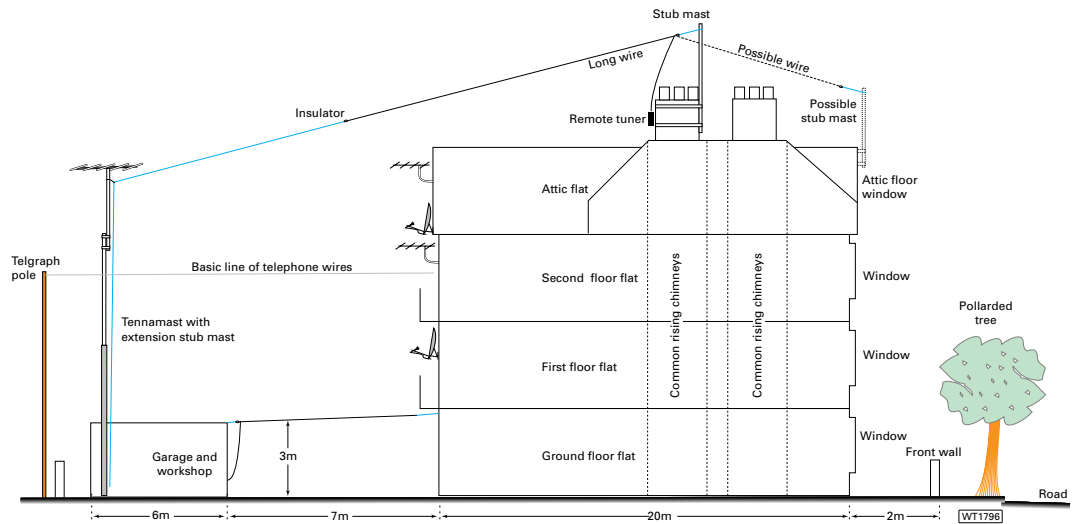 Stub mast
Long wire
Possible wire
Insulator
Remote tuner
Possible
stub mast
Attic flat
Attic floor
window
Telgraph
pole
Basic line of telephone wires
Second floor flat
Common rising chimneys
Common rising chimneys
Window
Pollarded
tree
Tennamast with
extension stub mast
First floor flat
Window
Garage and
workshop
3m
Ground floor flat
Window
Front wall
Road
6m
7m
20m
2m
WT1796